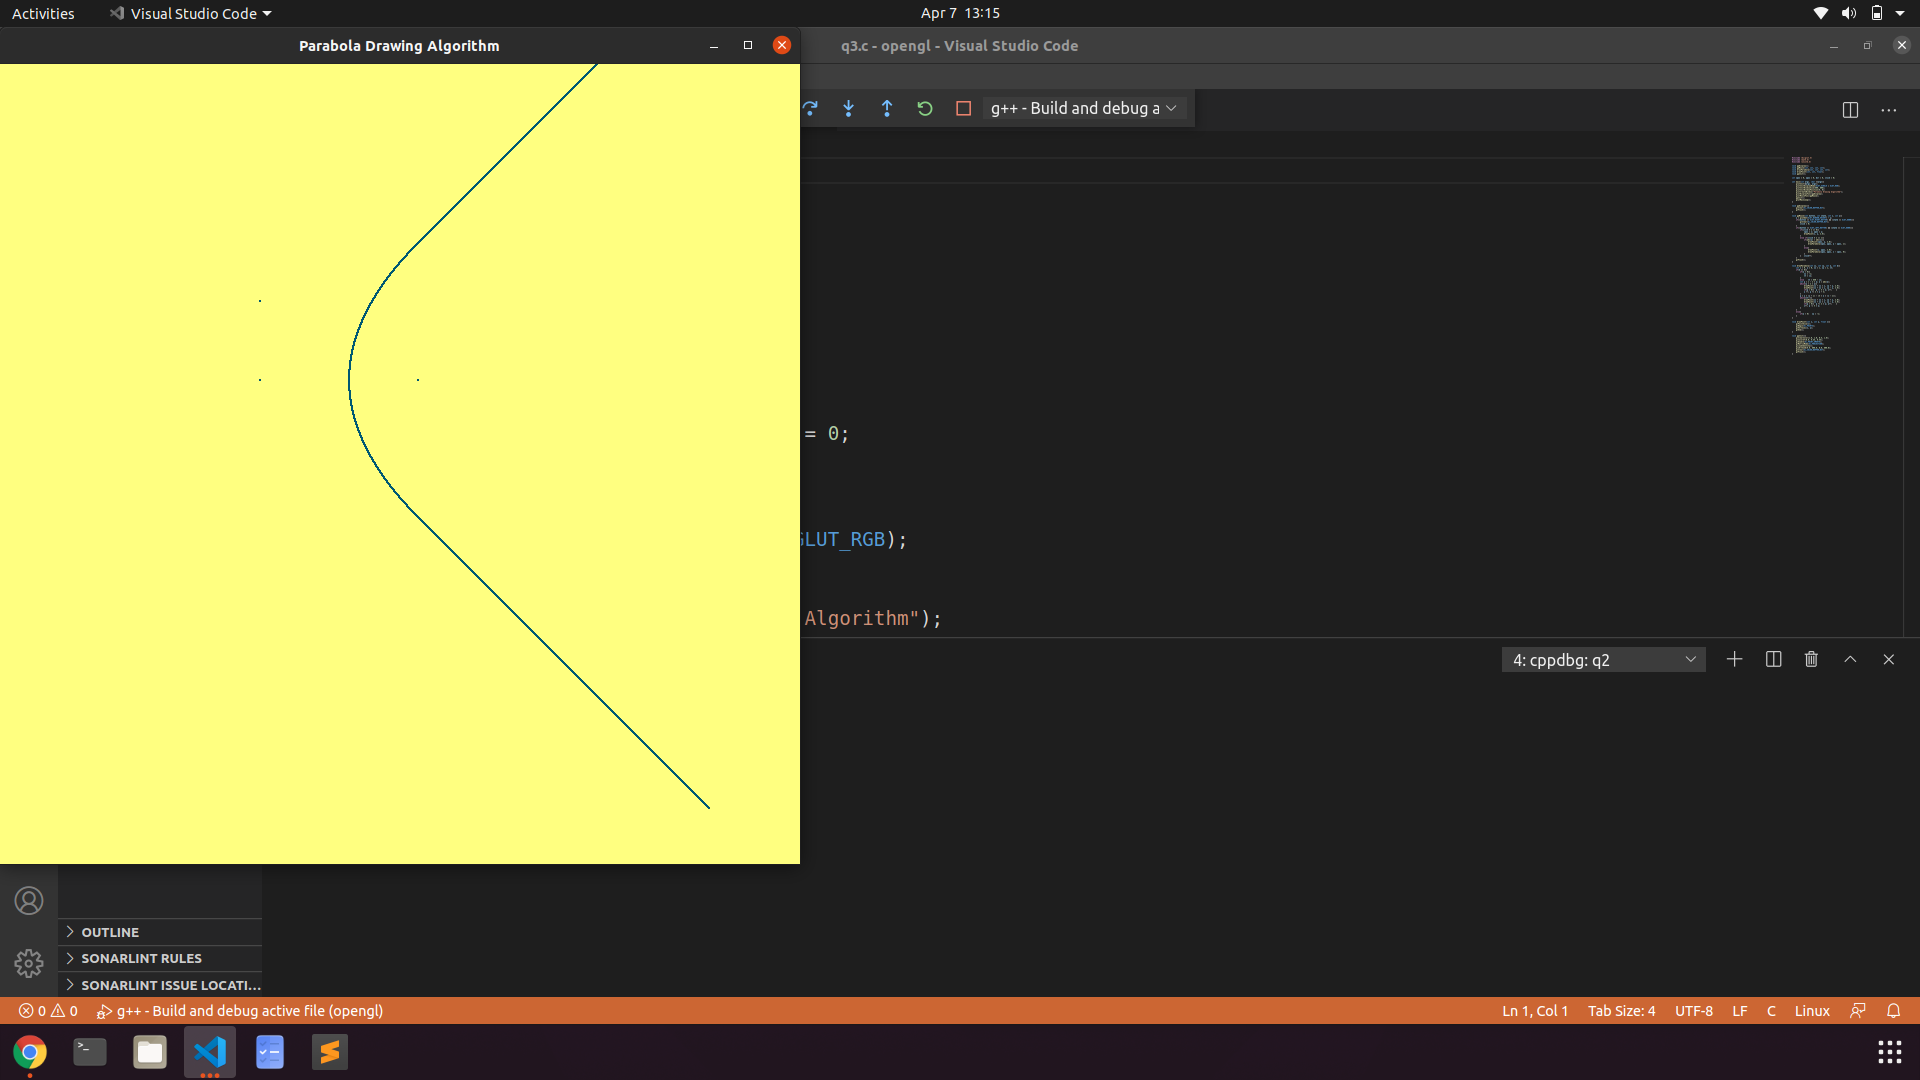 Activities
Visual Studio Code
Apr 7 13:15
Parabola Drawing Algorithm
q3.c - opengl - Visual Studio Code
g++ - Build and debug a
= 0;
GLUT_RGB);
Algorithm");
4: cppdbg: q2
OUTLINE
SONARLINT RULES
SONARLINT ISSUE LOCATI...
0 0 g++ - Build and debug active file (opengl)
Ln 1, Col 1 Tab Size: 4 UTF-8 LF C Linux